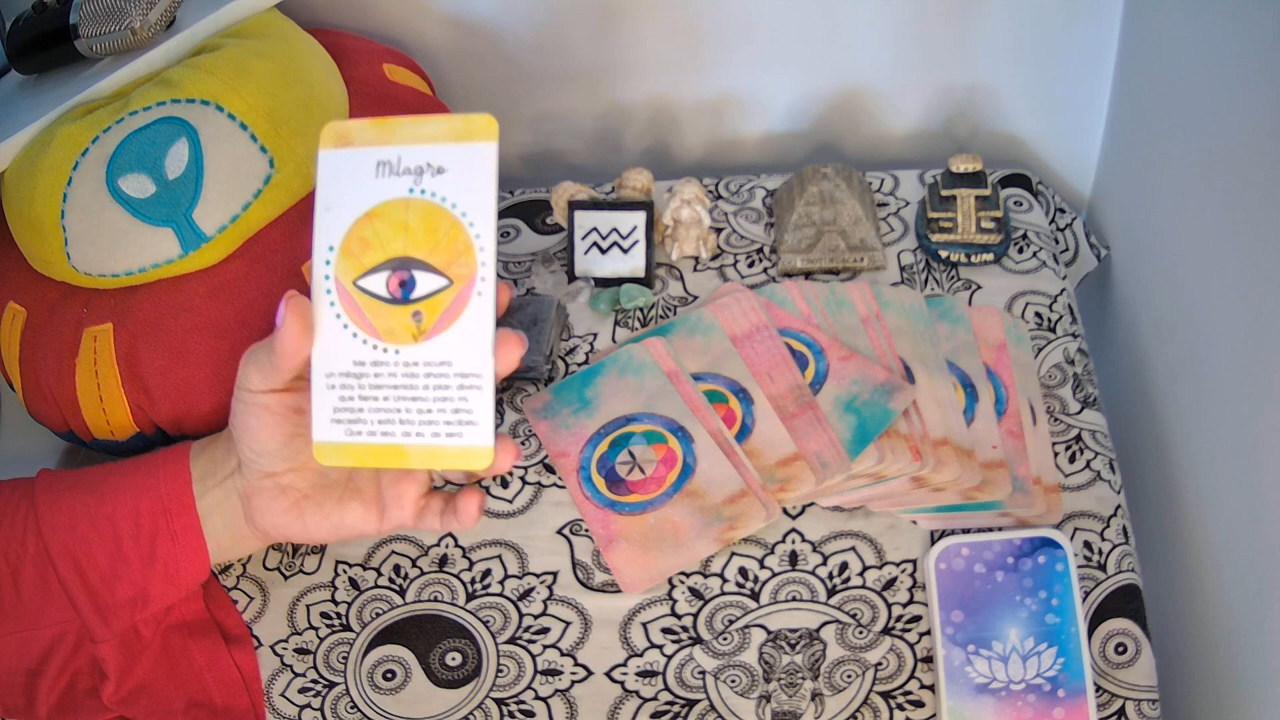 Milagro
Me abro a que ocurra
un milagro en mi vida ahora mismo.
Le doy la bienvenida al plan divino
que tiene el Universo para mí,
porque conoce lo que mi alma
necesita y está listo para recibirlo.
Que así sea, así es, así será.
TULUM